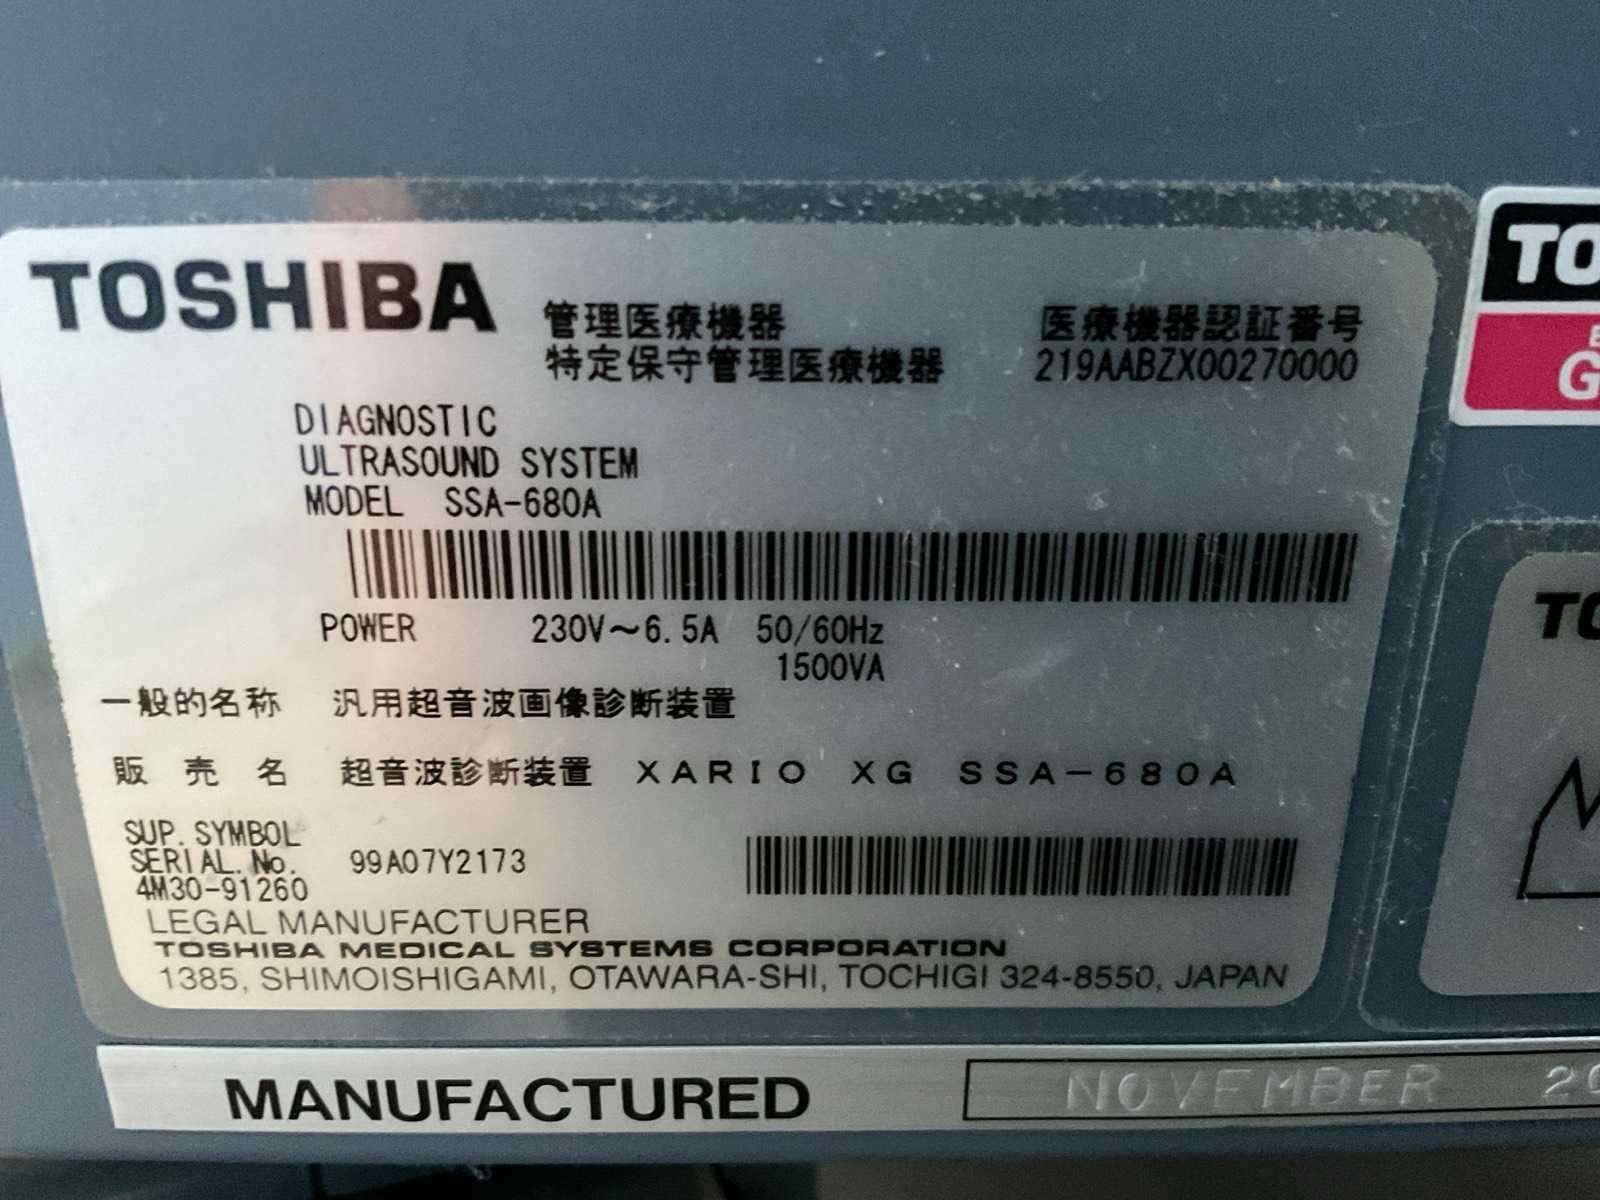 TOSHIBA
管理医療機器 医療機器認証番号
特定保守管理医療機器 219AABZX00270000
DIAGNOSTIC
ULTRASOUND SYSTEM
MODEL SSA-680A
POWER 230V～6.5A 50/60Hz
1500VA
一般的名称 汎用超音波画像診断装置
販売名 超音波診断装置 XARIO XG SSA-680A
SUP. SYMBOL
SERIAL. No. 99A07Y2173
4M30-91260
LEGAL MANUFACTURER
TOSHIBA MEDICAL SYSTEMS CORPORATION
1385, SHIMOISHIGAMI, OTAWARA-SHI, TOCHIGI 324-8550, JAPAN
MANUFACTURED NOVEMBER 20
TO
G
TO